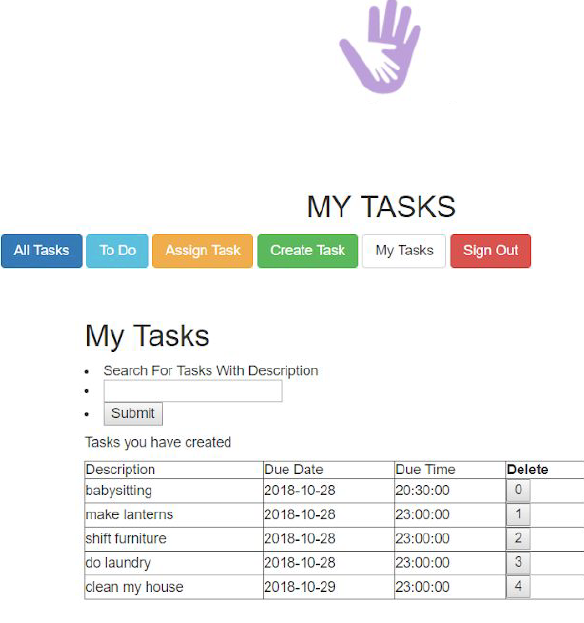 MY TASKS
All Tasks To Do Assign Task Create Task My Tasks Sign Out
My Tasks
Search For Tasks With Description
Submit
Tasks you have created
Description Due Date Due Time Delete
babysitting 2018-10-28 20:30:00 0
make lanterns 2018-10-28 23:00:00 1
shift furniture 2018-10-28 23:00:00 2
do laundry 2018-10-28 23:00:00 3
clean my house 2018-10-29 23:00:00 4